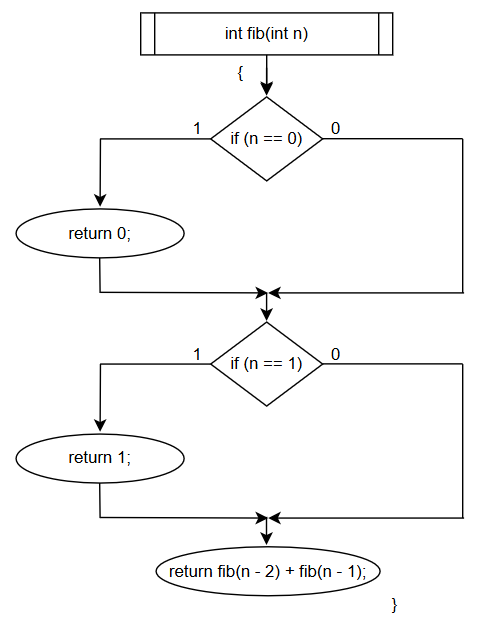 int fib(int n)
{
1
if (n == 0)
0
return 0;
1
if (n == 1)
0
return 1;
return fib(n - 2) + fib(n - 1);
}